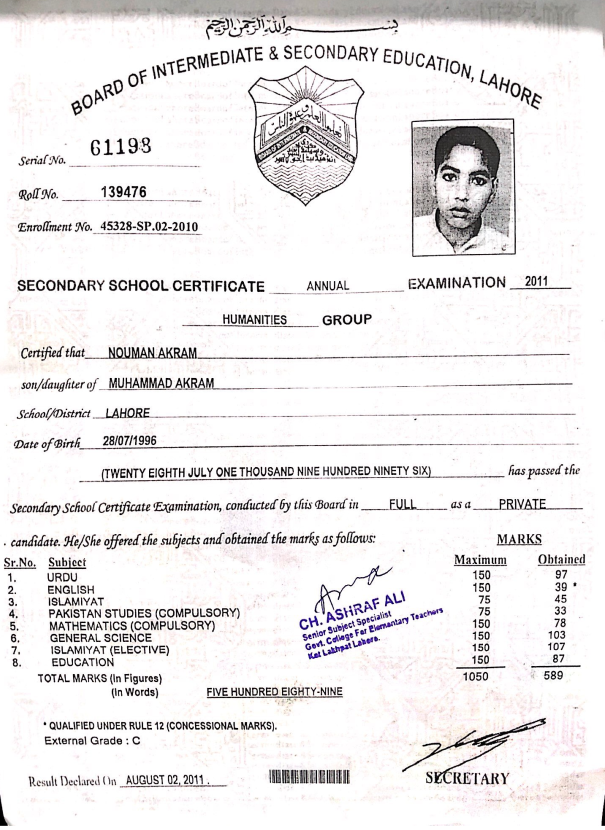 بسم الله الرحمن الرحيم
BOARD OF INTERMEDIATE & SECONDARY EDUCATION, LAHORE
Serial No. 61193
Roll No. 139476
Enrollment No. 45328-SP.02-2010
SECONDARY SCHOOL CERTIFICATE ANNUAL EXAMINATION 2011
HUMANITIES GROUP
Certified that NOUMAN AKRAM
son/daughter of MUHAMMAD AKRAM
School/District LAHORE
Date of Birth 28/07/1996
(TWENTY EIGHTH JULY ONE THOUSAND NINE HUNDRED NINETY SIX) has passed the
Secondary School Certificate Examination, conducted by this Board in FULL as a PRIVATE
candidate. He/She offered the subjects and obtained the marks as follows: MARKS
Sr.No. Subject Maximum Obtained
1. URDU 150 97
2. ENGLISH 150 39 *
3. ISLAMIYAT 75 45
4. PAKISTAN STUDIES (COMPULSORY) 75 33
5. MATHEMATICS (COMPULSORY) 150 78
6. GENERAL SCIENCE 150 103
7. ISLAMIYAT (ELECTIVE) 150 107
8. EDUCATION 150 87
CH. ASHRAF ALI
Senior Subject Specialist
Govt. College For Elementary Teachers
Kot Lakhpat Lahore.
TOTAL MARKS (In Figures) 1050 589
(In Words) FIVE HUNDRED EIGHTY-NINE
* QUALIFIED UNDER RULE 12 (CONCESSIONAL MARKS).
External Grade : C
Result Declared On AUGUST 02, 2011 .
SECRETARY